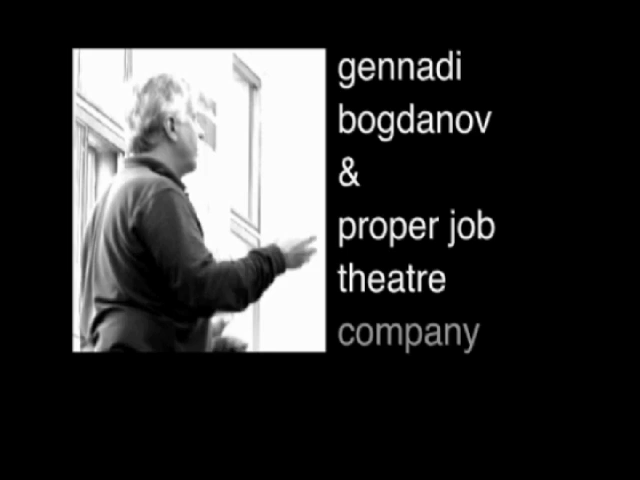 gennadi
bogdanov
&
proper job
theatre
company